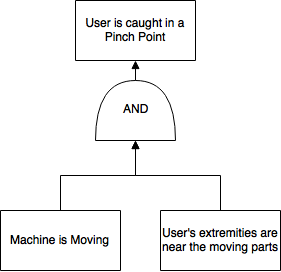 User is caught in a
Pinch Point
AND
Machine is Moving
User's extremities are
near the moving parts